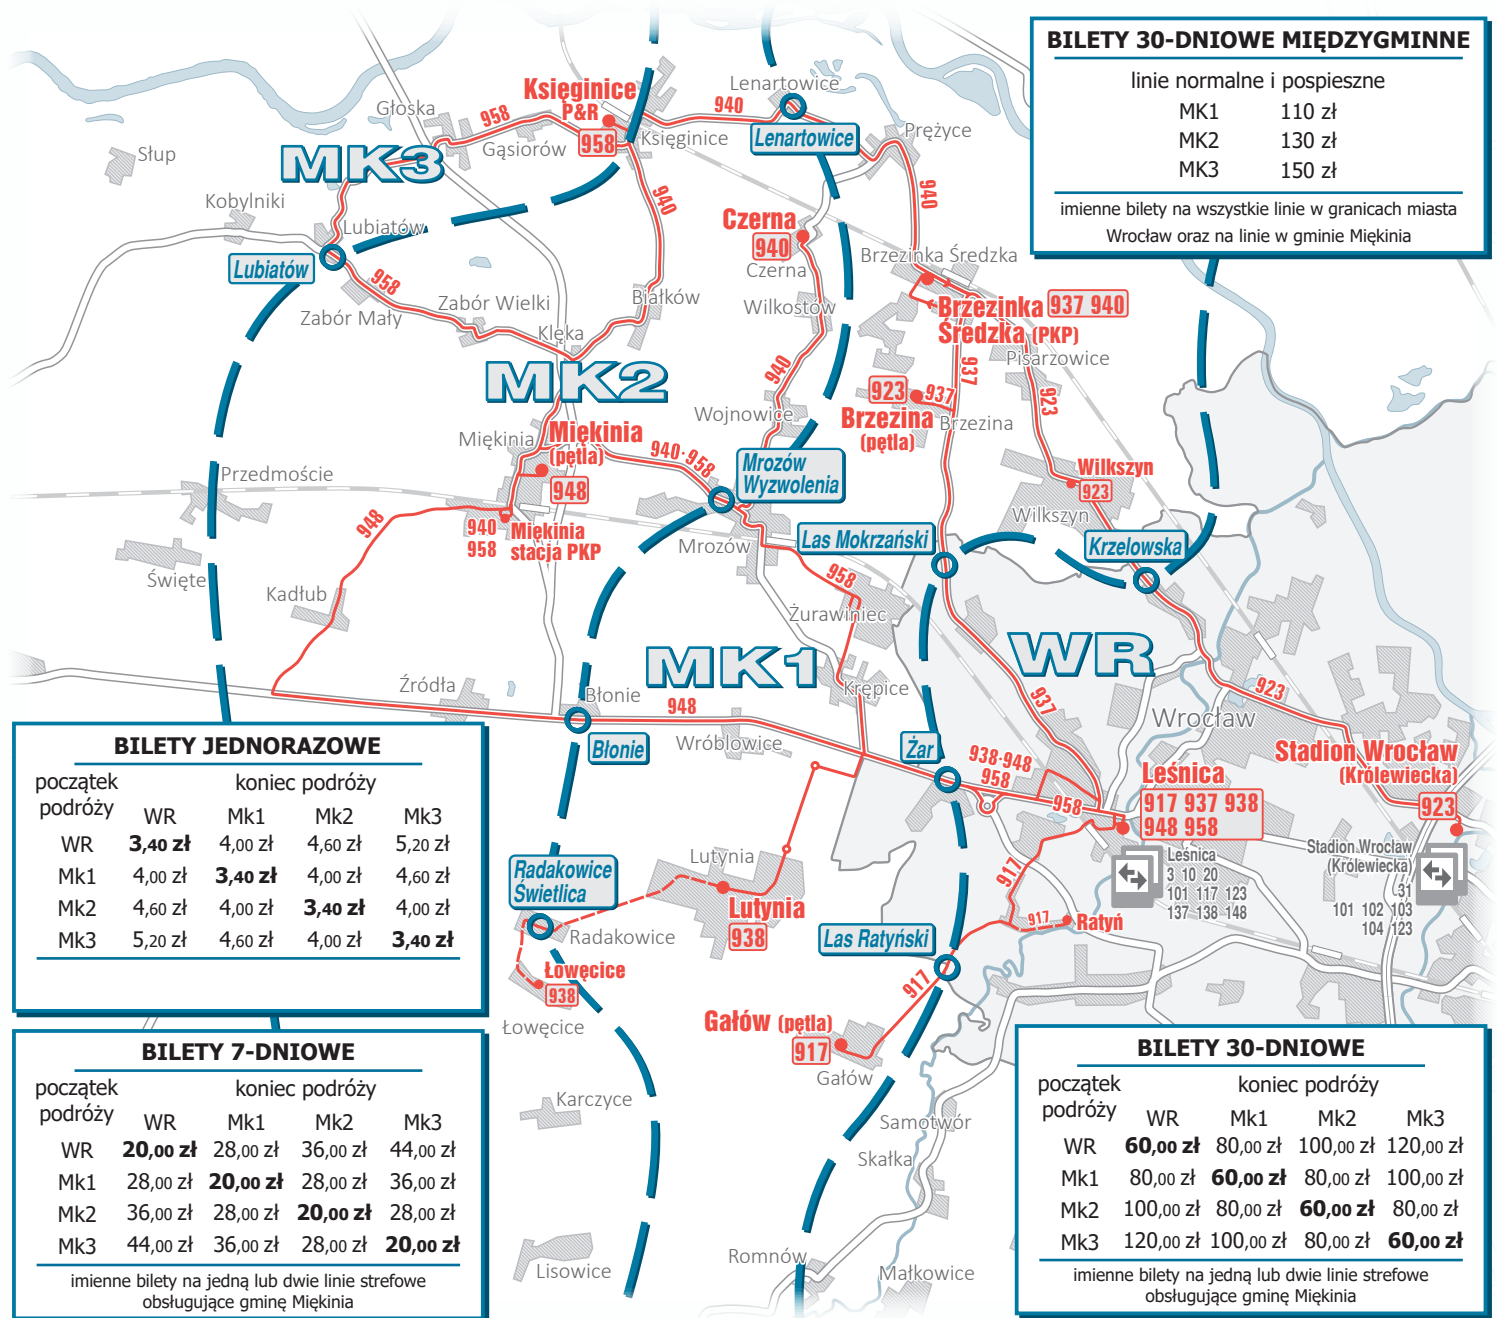 BILETY 30-DNIOWE MIĘDZYGMINNE
linie normalne i pospieszne
MK1 110 zł
MK2 130 zł
MK3 150 zł
imienne bilety na wszystkie linie w granicach miasta
Wrocław oraz na linie w gminie Miękinia
Głoska
958
Księginice
P&R
958
Gąsiorów
Księginice
940
Lenartowice
Lenartowice
Prężyce
Słup
MK3
Kobylniki
Lubiatów
Lubiatów
958
940
940
Czerna
940
Czerna
Brzezinka Średzka
Zabór Mały
Zabór Wielki
Białków
Wilkostów
Klęka
Brzezinka
Średzka (PKP)
937 940
Pisarzowice
MK2
940
937
923
923
937
Brzezina
(pętla)
Brzezina
Wojnowice
Miękinia
Miękinia
(pętla)
948
940·958
Mrozów
Wyzwolenia
Wilkszyn
923
Wilkszyn
Przedmoście
948
940
958
Miękinia
stacja PKP
Mrozów
Las Mokrzański
Krzelowska
Święte
Kadłub
958
Żurawiniec
MK1
WR
Krępice
937
923
Źródła
Błonie
948
Błonie
Wróblowice
Żar
938·948
958
958
Wrocław
Leśnica
917 937 938
948 958
Stadion Wrocław
(Królewiecka)
923
Leśnica
3 10 20
101 117 123
137 138 148
Stadion Wrocław
(Królewiecka)
31
101 102 103
104 123
BILETY JEDNORAZOWE
początek
podróży
koniec podróży
WR Mk1 Mk2 Mk3
WR 3,40 zł 4,00 zł 4,60 zł 5,20 zł
Mk1 4,00 zł 3,40 zł 4,00 zł 4,60 zł
Mk2 4,60 zł 4,00 zł 3,40 zł 4,00 zł
Mk3 5,20 zł 4,60 zł 4,00 zł 3,40 zł
Radakowice
Świetlica
Radakowice
Lutynia
Lutynia
938
Łowęcice
938
Łowęcice
917
917
Ratyń
Las Ratyński
917
Gałów (pętla)
917
Gałów
Karczyce
Samotwór
Skałka
Lisowice
Romnów
Małkowice
BILETY 7-DNIOWE
początek
podróży
koniec podróży
WR Mk1 Mk2 Mk3
WR 20,00 zł 28,00 zł 36,00 zł 44,00 zł
Mk1 28,00 zł 20,00 zł 28,00 zł 36,00 zł
Mk2 36,00 zł 28,00 zł 20,00 zł 28,00 zł
Mk3 44,00 zł 36,00 zł 28,00 zł 20,00 zł
imienne bilety na jedną lub dwie linie strefowe
obsługujące gminę Miękinia
BILETY 30-DNIOWE
początek
podróży
koniec podróży
WR Mk1 Mk2 Mk3
WR 60,00 zł 80,00 zł 100,00 zł 120,00 zł
Mk1 80,00 zł 60,00 zł 80,00 zł 100,00 zł
Mk2 100,00 zł 80,00 zł 60,00 zł 80,00 zł
Mk3 120,00 zł 100,00 zł 80,00 zł 60,00 zł
imienne bilety na jedną lub dwie linie strefowe
obsługujące gminę Miękinia